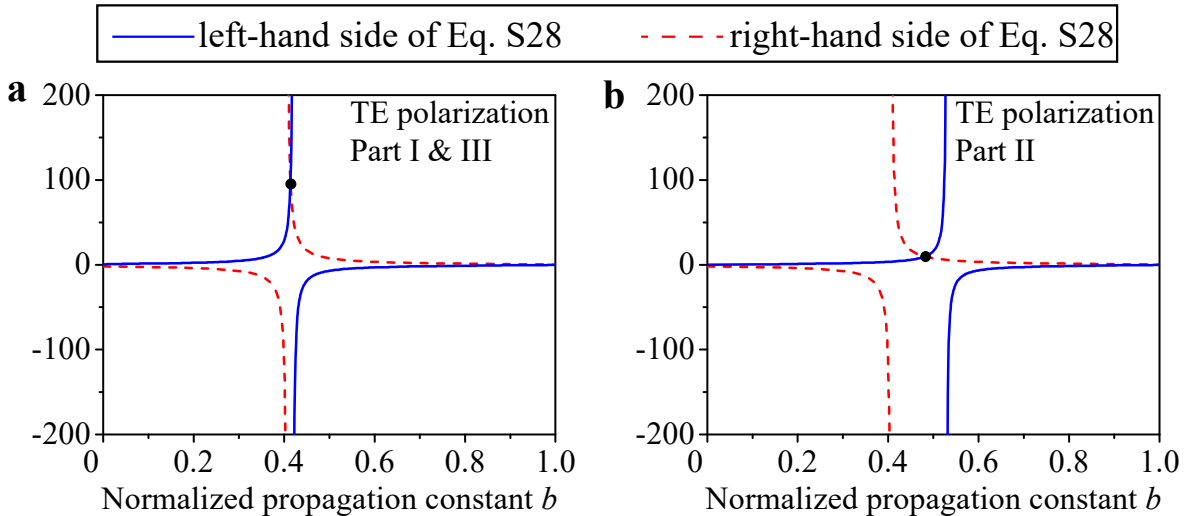 left-hand side of Eq. S28
right-hand side of Eq. S28
a
b
200
100
0
-100
-200
TE polarization
Part I & III
0
0.2
0.4
0.6
0.8
1.0
Normalized propagation constant b
200
100
0
-100
-200
TE polarization
Part II
0
0.2
0.4
0.6
0.8
1.0
Normalized propagation constant b